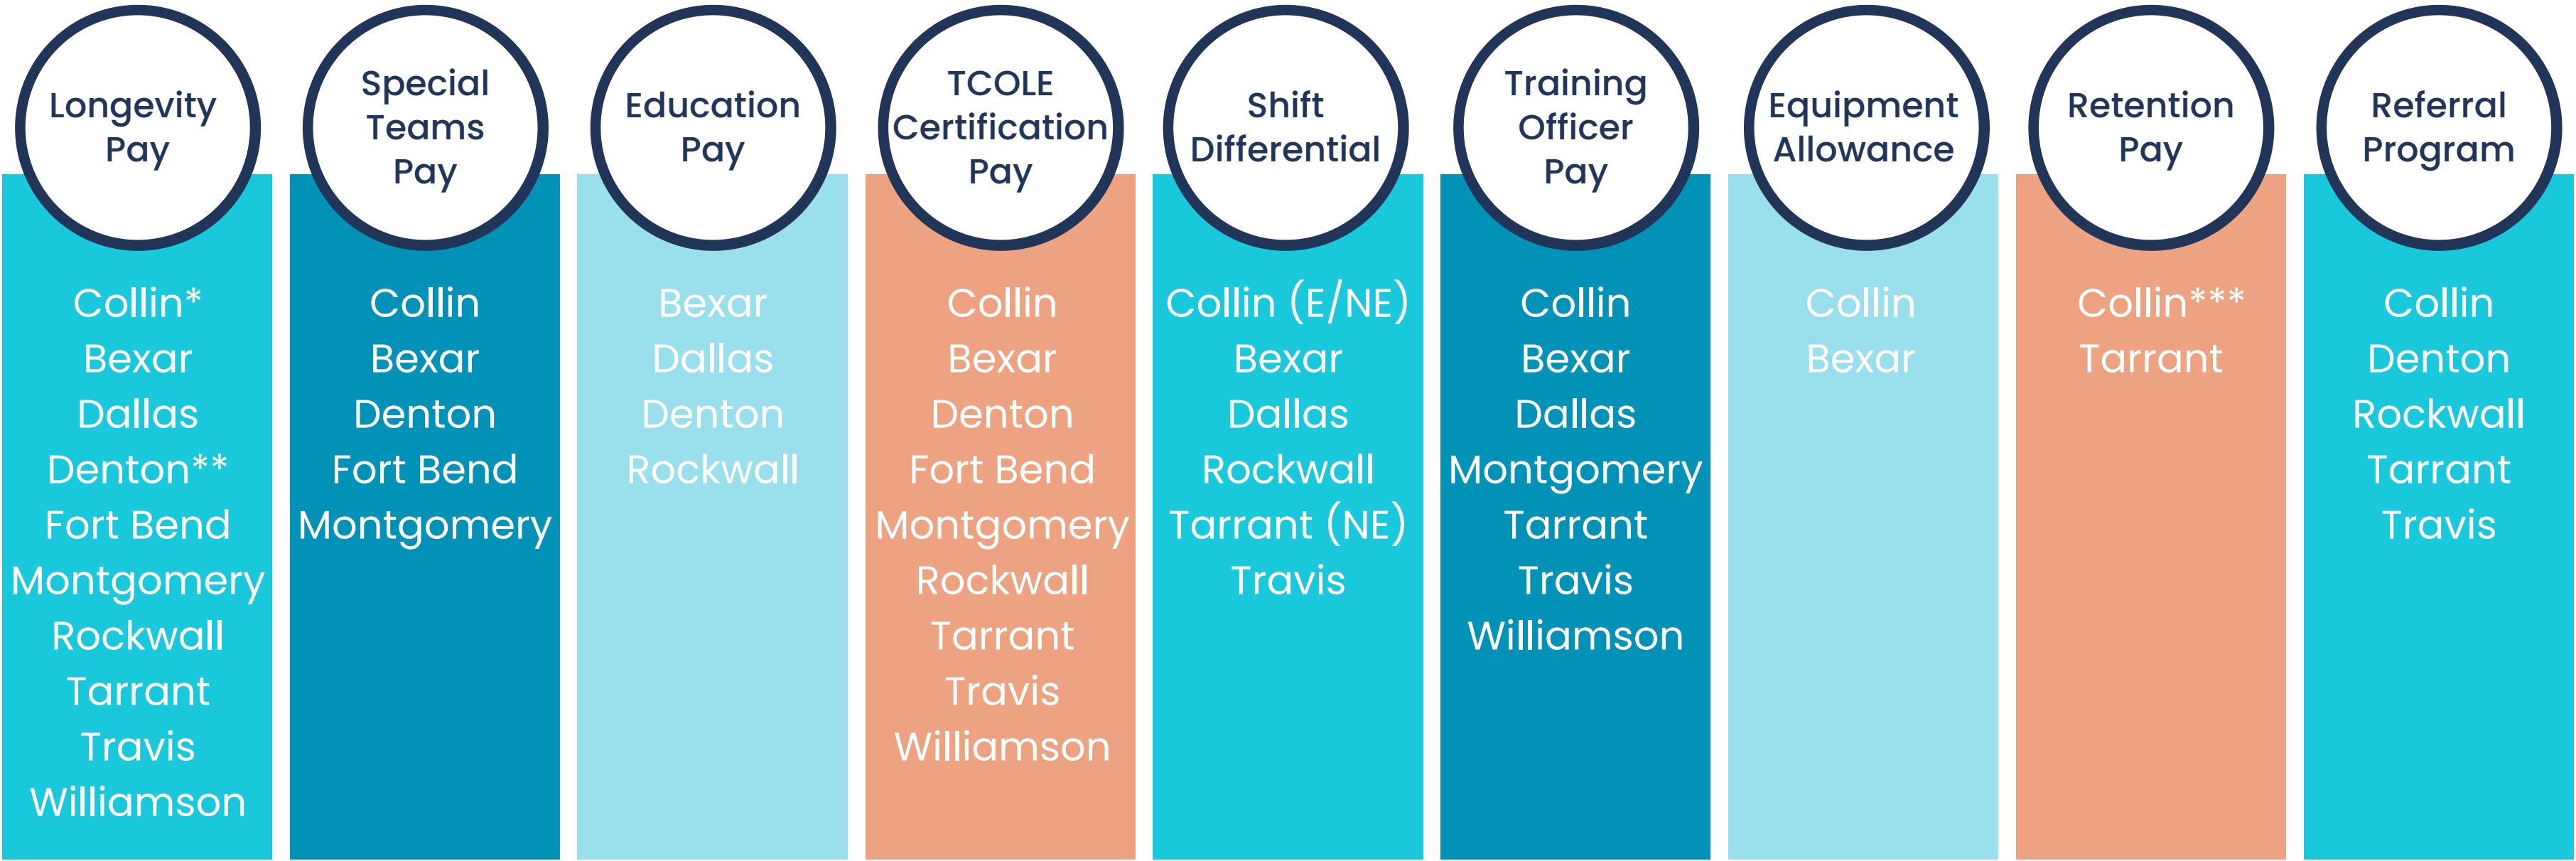 Longevity
Pay
Collin*
Bexar
Dallas
Denton**
Fort Bend
Montgomery
Rockwall
Tarrant
Travis
Williamson
Special
Teams
Pay
Collin
Bexar
Denton
Fort Bend
Montgomery
Education
Pay
Bexar
Dallas
Denton
Rockwall
TCOLE
Certification
Pay
Collin
Bexar
Denton
Fort Bend
Montgomery
Rockwall
Tarrant
Travis
Williamson
Shift
Differential
Collin (E/NE)
Bexar
Dallas
Rockwall
Tarrant (NE)
Travis
Training
Officer
Pay
Collin
Bexar
Dallas
Montgomery
Tarrant
Travis
Williamson
Equipment
Allowance
Collin
Bexar
Retention
Pay
Collin***
Tarrant
Referral
Program
Collin
Denton
Rockwall
Tarrant
Travis